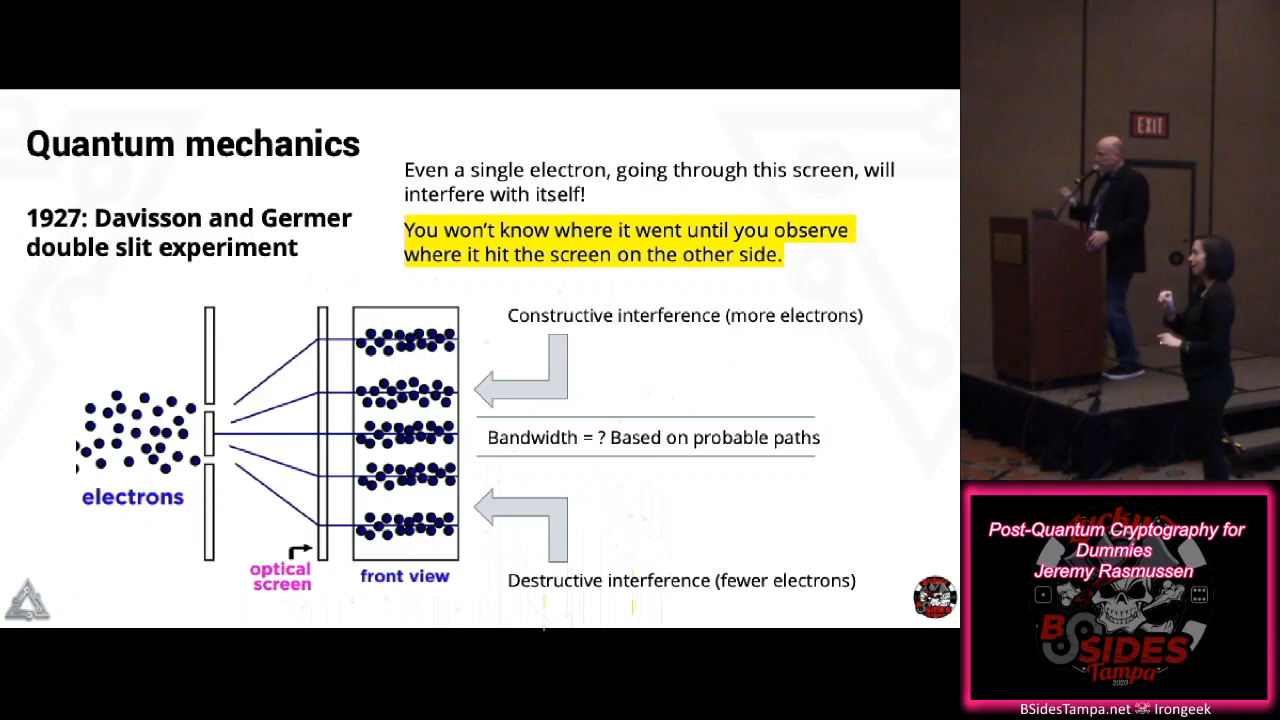 Quantum mechanics
1927: Davisson and Germer
double slit experiment
Even a single electron, going through this screen, will
interfere with itself!
You won't know where it went until you observe
where it hit the screen on the other side.
Constructive interference (more electrons)
Bandwidth = ? Based on probable paths
Destructive interference (fewer electrons)
electrons
optical
screen
front view
EXIT
Post-Quantum Cryptography for
Dummies
Jeremy Rasmussen
B SIDES
Tampa
2020
BSidesTampa.net Irongeek